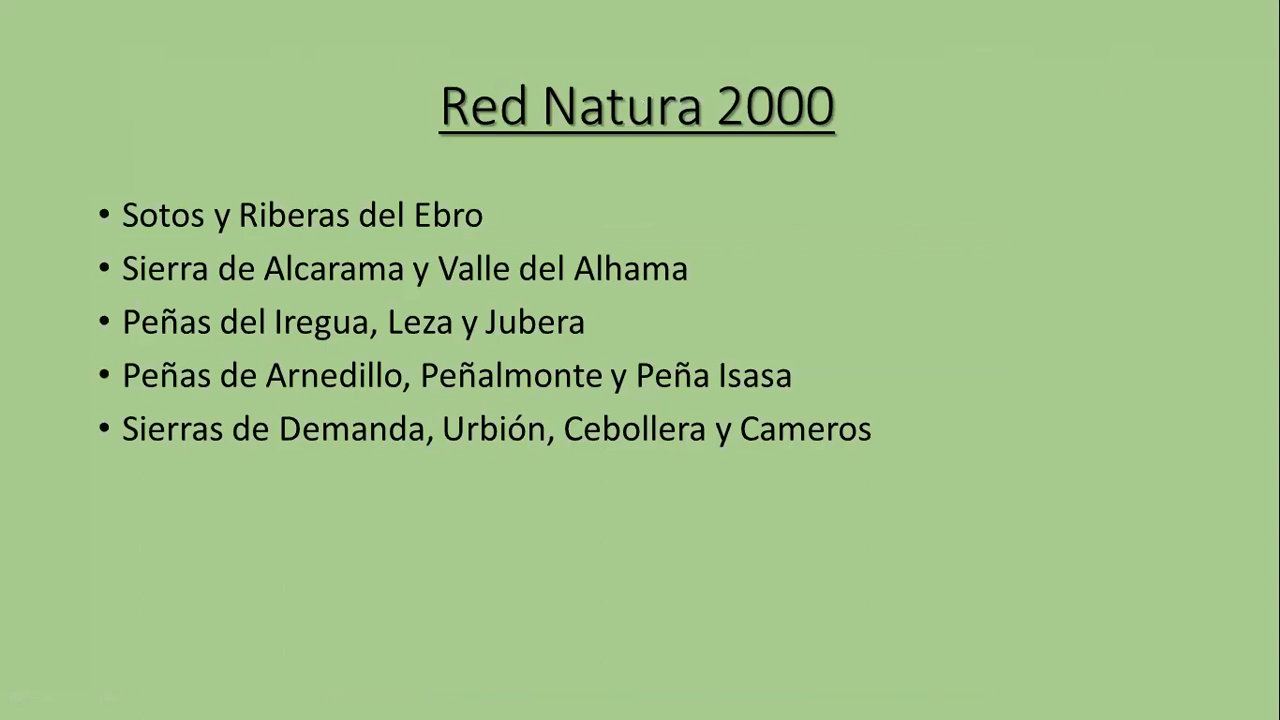 Red Natura 2000
• Sotos y Riberas del Ebro
• Sierra de Alcarama y Valle del Alhama
• Peñas del Iregua, Leza y Jubera
• Peñas de Arnedillo, Peñalmonte y Peña Isasa
• Sierras de Demanda, Urbión, Cebollera y Cameros